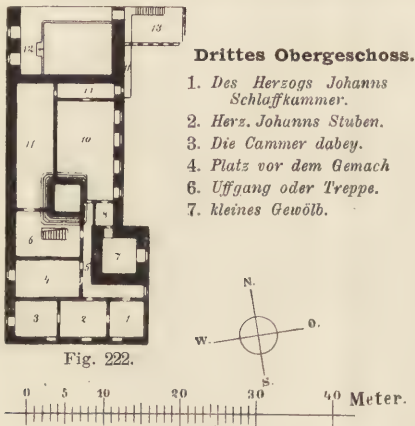 Drittes Obergeschoss.
1. Des Herzogs Johanns
Schlaffkammer.
2. Herz. Johanns Stuben.
3. Die Cammer dabey.
4. Platz vor dem Gemach
6. Uffgang oder Treppe.
7. kleines Gewölb.
12
13
11
10
6
7
5
4
3
2
1
Fig. 222.
N.
W.
O.
S.
0 5 10 20 30 40 Meter.